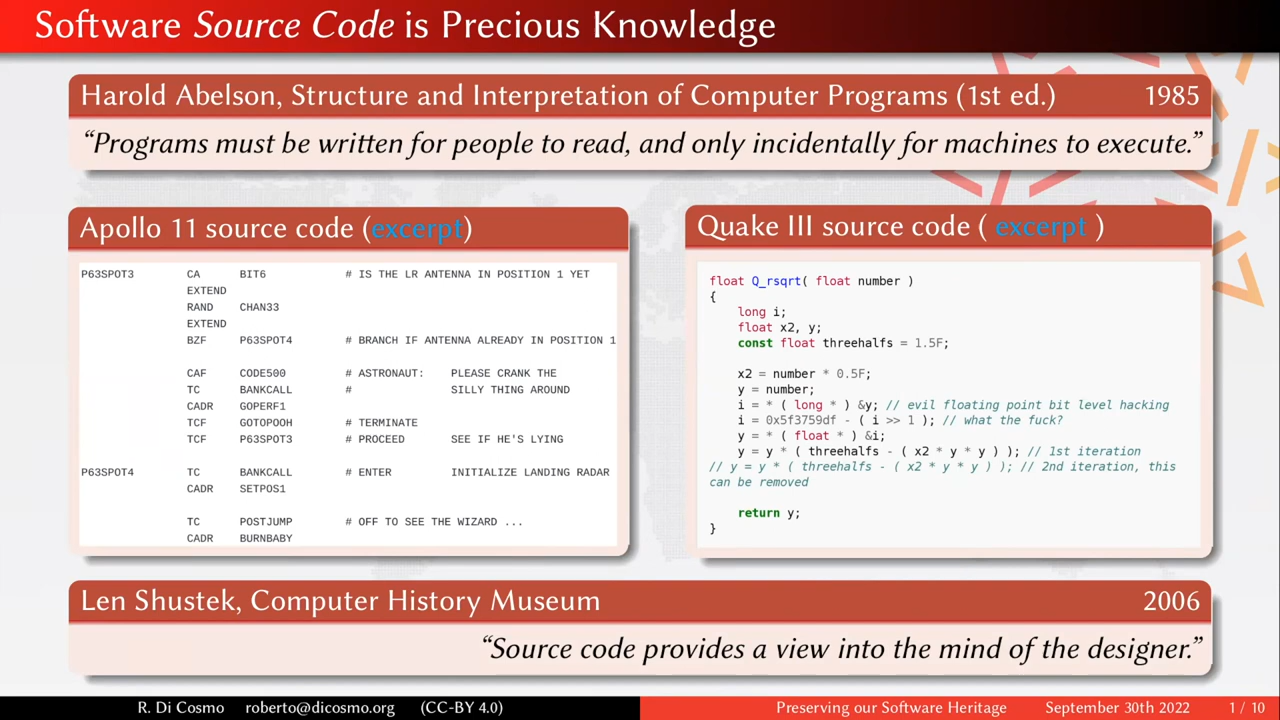 Software Source Code is Precious Knowledge
Harold Abelson, Structure and Interpretation of Computer Programs (1st ed.) 1985
“Programs must be written for people to read, and only incidentally for machines to execute.”
Apollo 11 source code (excerpt)
P63SPOT3 CA BIT6 # IS THE LR ANTENNA IN POSITION 1 YET
EXTEND
RAND CHAN33
EXTEND
BZF P63SPOT4 # BRANCH IF ANTENNA ALREADY IN POSITION 1
CAF CODE500 # ASTRONAUT: PLEASE CRANK THE
TC BANKCALL # SILLY THING AROUND
CADR GOPERF1
TCF GOTOPOOH # TERMINATE
TCF P63SPOT3 # PROCEED SEE IF HE'S LYING
P63SPOT4 TC BANKCALL # ENTER INITIALIZE LANDING RADAR
CADR SETPOS1
TC POSTJUMP # OFF TO SEE THE WIZARD ...
CADR BURNBABY
Quake III source code ( excerpt )
float Q_rsqrt( float number )
{
long i;
float x2, y;
const float threehalfs = 1.5F;
x2 = number * 0.5F;
y = number;
i = * ( long * ) &y; // evil floating point bit level hacking
i = 0x5f3759df - ( i >> 1 ); // what the fuck?
y = * ( float * ) &i;
y = y * ( threehalfs - ( x2 * y * y ) ); // 1st iteration
// y = y * ( threehalfs - ( x2 * y * y ) ); // 2nd iteration, this
can be removed
return y;
}
Len Shustek, Computer History Museum 2006
“Source code provides a view into the mind of the designer.”
R. Di Cosmo roberto@dicosmo.org (CC-BY 4.0) Preserving our Software Heritage September 30th 2022 1 / 10